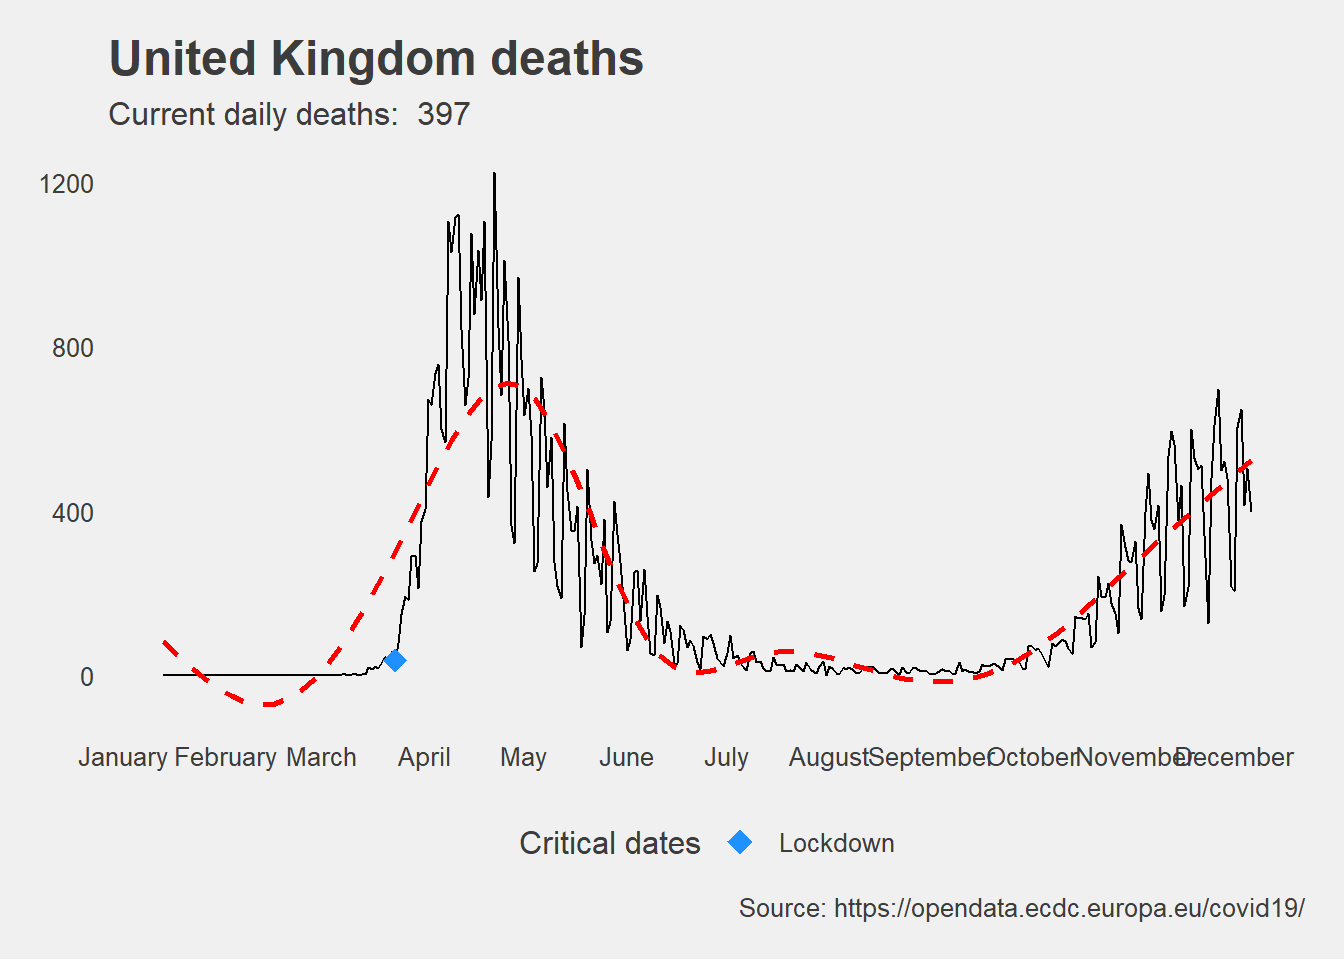 United Kingdom deaths
Current daily deaths:  397
1200
800
400
0
January February March April May June July August September October November December
Critical dates Lockdown
Source: https://opendata.ecdc.europa.eu/covid19/